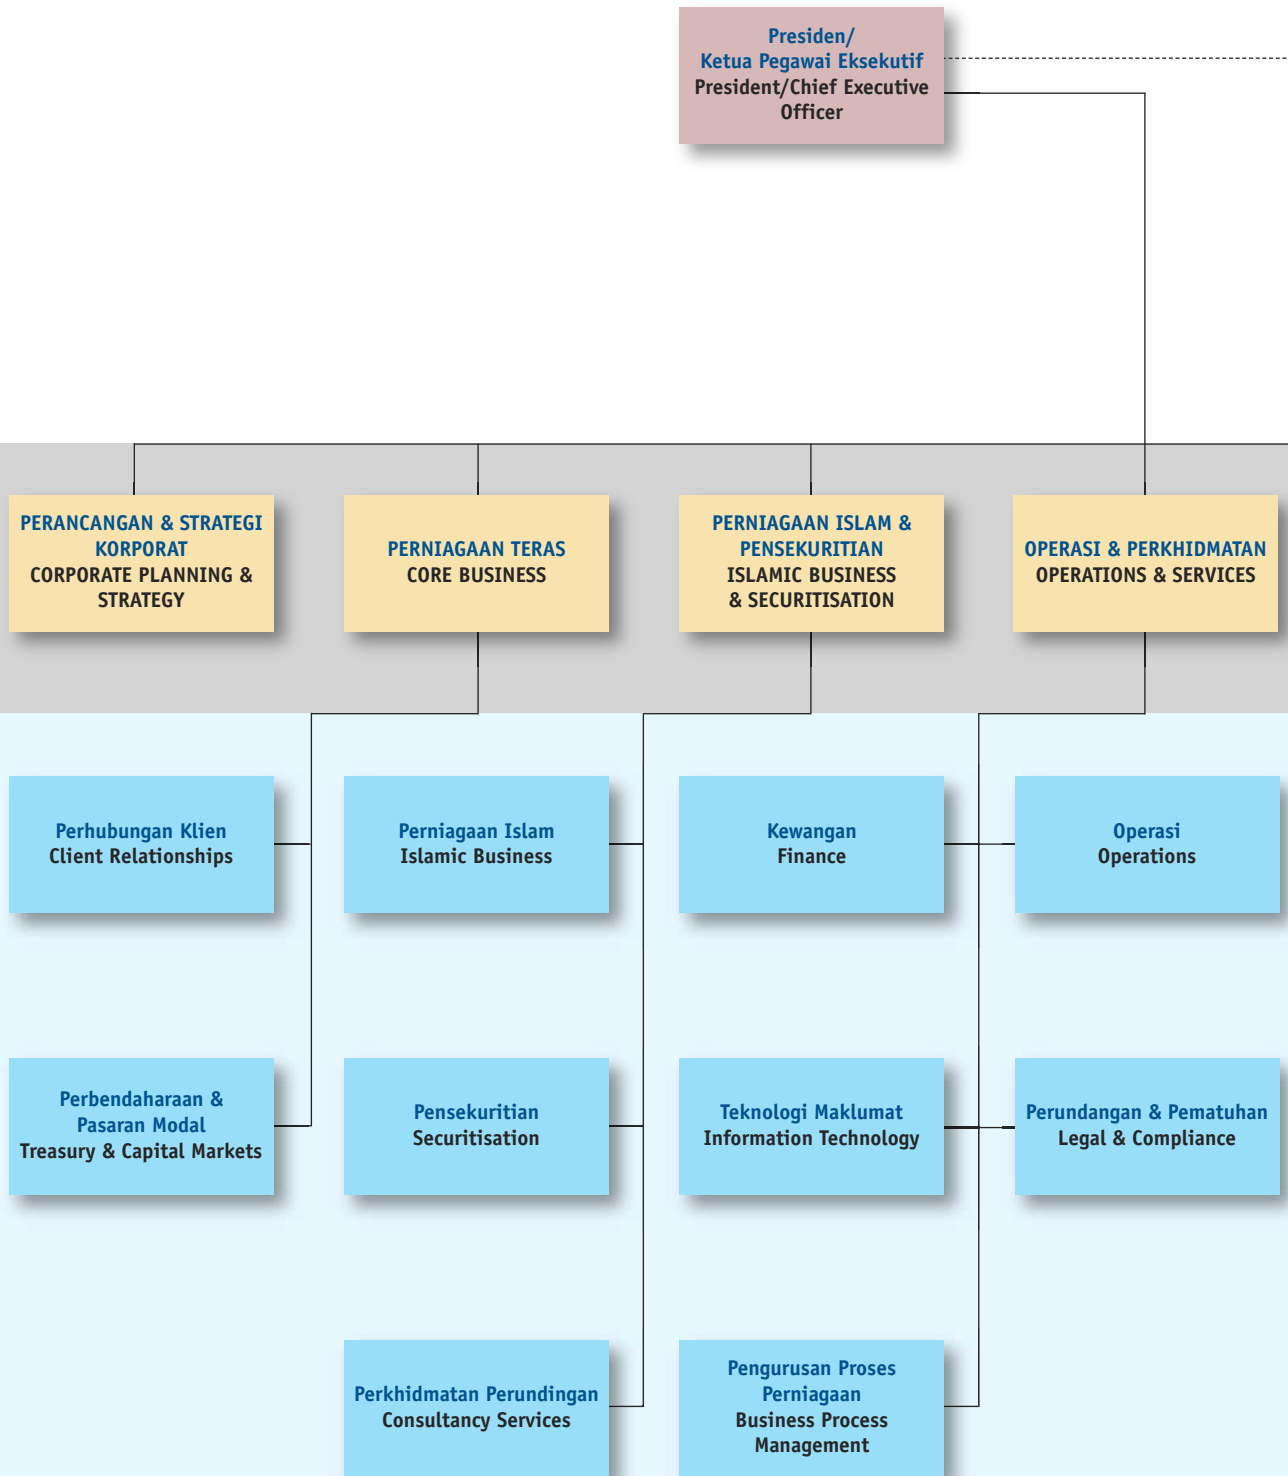 Presiden/
Ketua Pegawai Eksekutif
President/Chief Executive
Officer
PERANCANGAN & STRATEGI
KORPORAT
CORPORATE PLANNING &
STRATEGY
PERNIAGAAN TERAS
CORE BUSINESS
PERNIAGAAN ISLAM &
PENSEKURITIAN
ISLAMIC BUSINESS
& SECURITISATION
OPERASI & PERKHIDMATAN
OPERATIONS & SERVICES
Perhubungan Klien
Client Relationships
Perniagaan Islam
Islamic Business
Kewangan
Finance
Operasi
Operations
Perbendaharaan &
Pasaran Modal
Treasury & Capital Markets
Pensekuritian
Securitisation
Teknologi Maklumat
Information Technology
Perundangan & Pematuhan
Legal & Compliance
Perkhidmatan Perundingan
Consultancy Services
Pengurusan Proses
Perniagaan
Business Process
Management